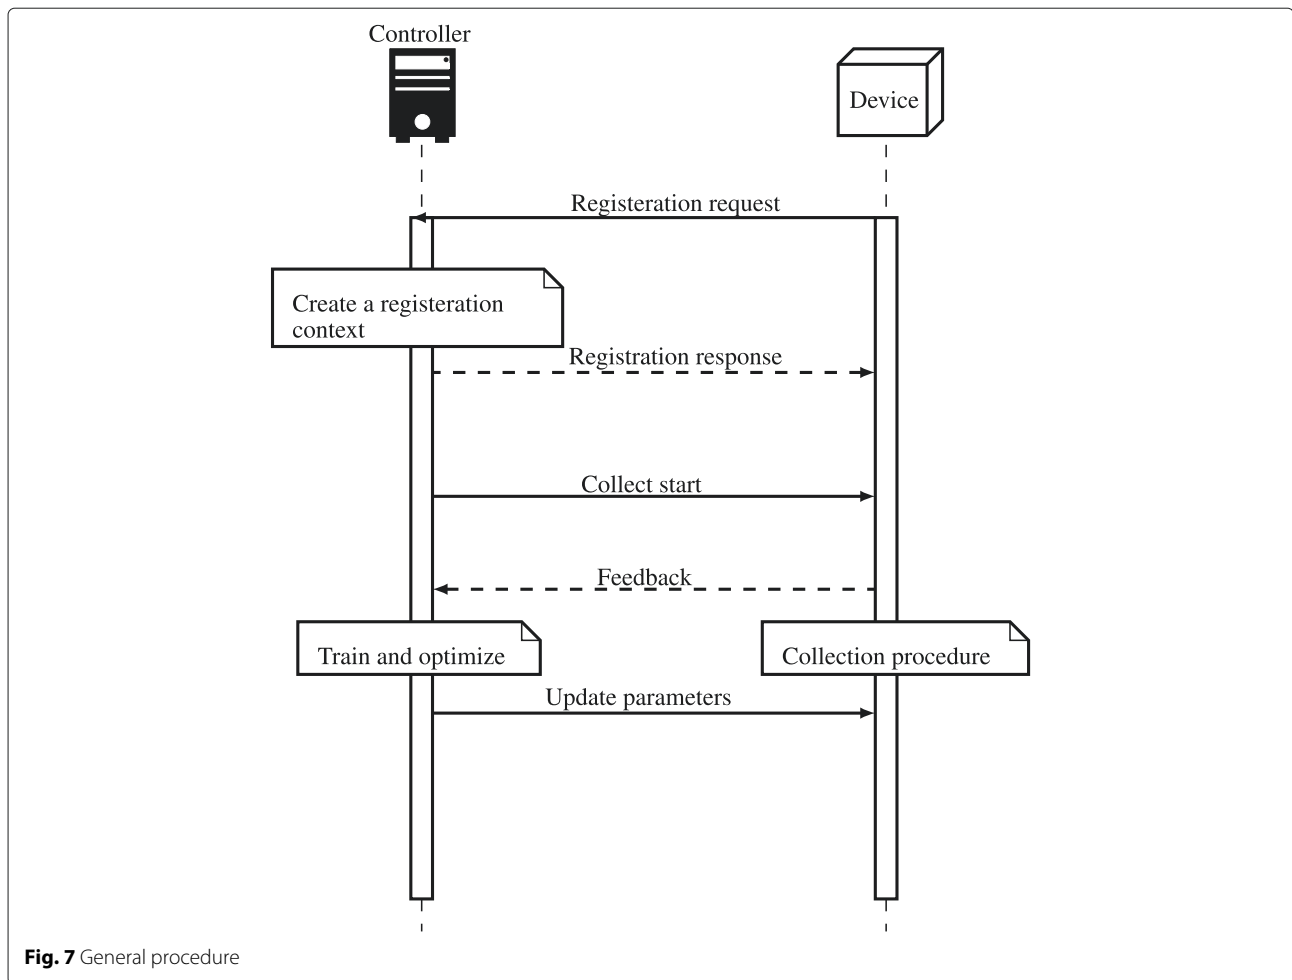 Controller
Device
Registeration request
Create a registeration
context
Registration response
Collect start
Feedback
Train and optimize
Collection procedure
Update parameters
Fig. 7 General procedure